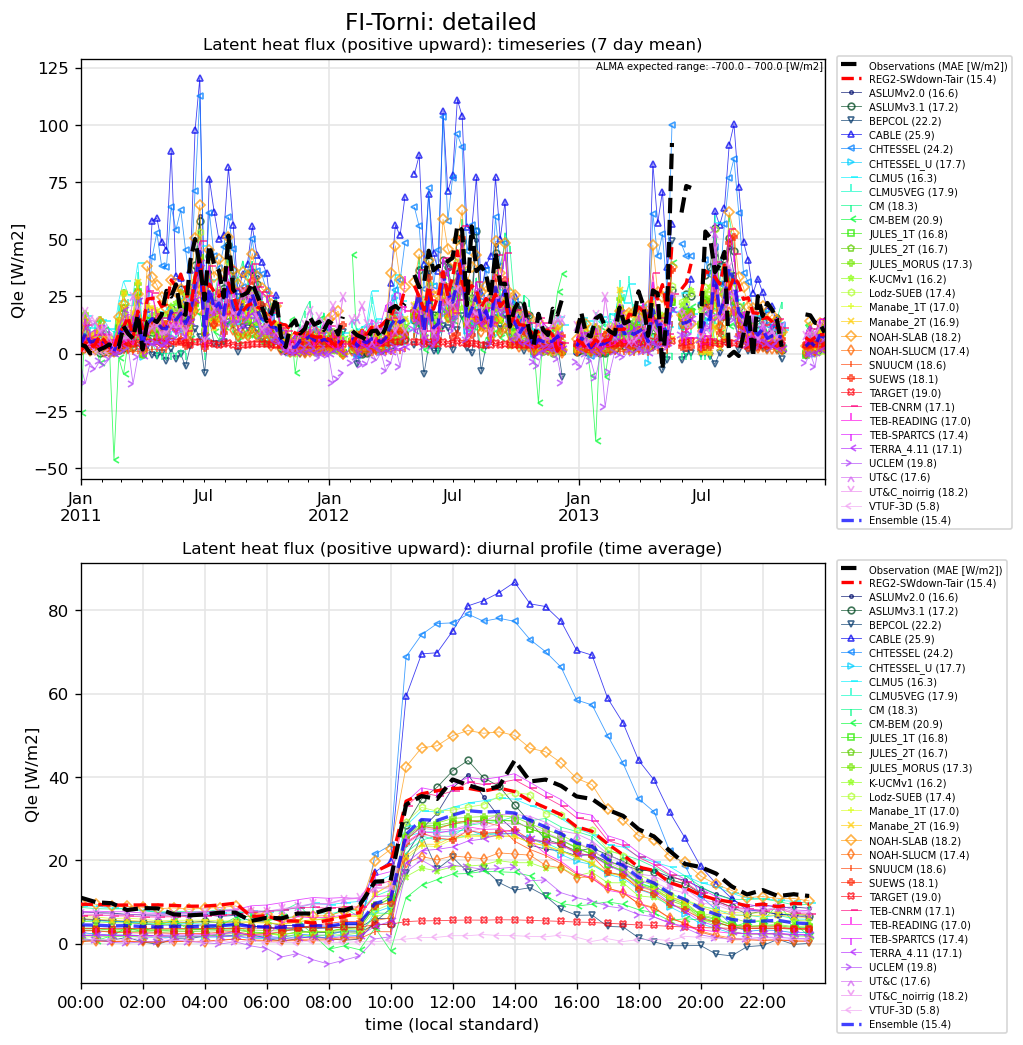 FI-Torni: detailed
Latent heat flux (positive upward): timeseries (7 day mean)
ALMA expected range: -700.0 - 700.0 [W/m2]
Qle [W/m2]
125
100
75
50
25
0
−25
−50
Jan
2011
Jul
Jan
2012
Jul
Jan
2013
Jul
Observations (MAE [W/m2])
REG2-SWdown-Tair (15.4)
ASLUMv2.0 (16.6)
ASLUMv3.1 (17.2)
BEPCOL (22.2)
CABLE (25.9)
CHTESSEL (24.2)
CHTESSEL_U (17.7)
CLMU5 (16.3)
CLMU5VEG (17.9)
CM (18.3)
CM-BEM (20.9)
JULES_1T (16.8)
JULES_2T (16.7)
JULES_MORUS (17.3)
K-UCMv1 (16.2)
Lodz-SUEB (17.4)
Manabe_1T (17.0)
Manabe_2T (16.9)
NOAH-SLAB (18.2)
NOAH-SLUCM (17.4)
SNUUCM (18.6)
SUEWS (18.1)
TARGET (19.0)
TEB-CNRM (17.1)
TEB-READING (17.0)
TEB-SPARTCS (17.4)
TERRA_4.11 (17.1)
UCLEM (19.8)
UT&C (17.6)
UT&C_noirrig (18.2)
VTUF-3D (5.8)
Ensemble (15.4)
Latent heat flux (positive upward): diurnal profile (time average)
Qle [W/m2]
80
60
40
20
0
00:00
02:00
04:00
06:00
08:00
10:00
12:00
14:00
16:00
18:00
20:00
22:00
time (local standard)
Observation (MAE [W/m2])
REG2-SWdown-Tair (15.4)
ASLUMv2.0 (16.6)
ASLUMv3.1 (17.2)
BEPCOL (22.2)
CABLE (25.9)
CHTESSEL (24.2)
CHTESSEL_U (17.7)
CLMU5 (16.3)
CLMU5VEG (17.9)
CM (18.3)
CM-BEM (20.9)
JULES_1T (16.8)
JULES_2T (16.7)
JULES_MORUS (17.3)
K-UCMv1 (16.2)
Lodz-SUEB (17.4)
Manabe_1T (17.0)
Manabe_2T (16.9)
NOAH-SLAB (18.2)
NOAH-SLUCM (17.4)
SNUUCM (18.6)
SUEWS (18.1)
TARGET (19.0)
TEB-CNRM (17.1)
TEB-READING (17.0)
TEB-SPARTCS (17.4)
TERRA_4.11 (17.1)
UCLEM (19.8)
UT&C (17.6)
UT&C_noirrig (18.2)
VTUF-3D (5.8)
Ensemble (15.4)